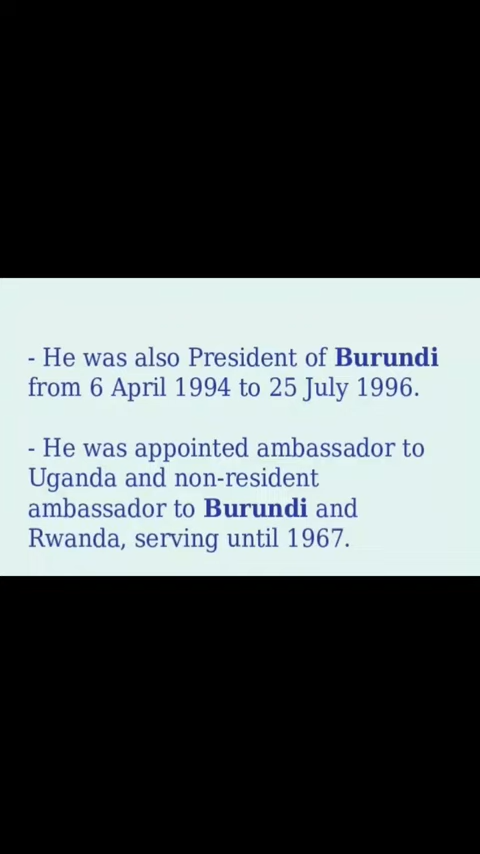 - He was also President of Burundi
from 6 April 1994 to 25 July 1996.
- He was appointed ambassador to
Uganda and non-resident
ambassador to Burundi and
Rwanda, serving until 1967.